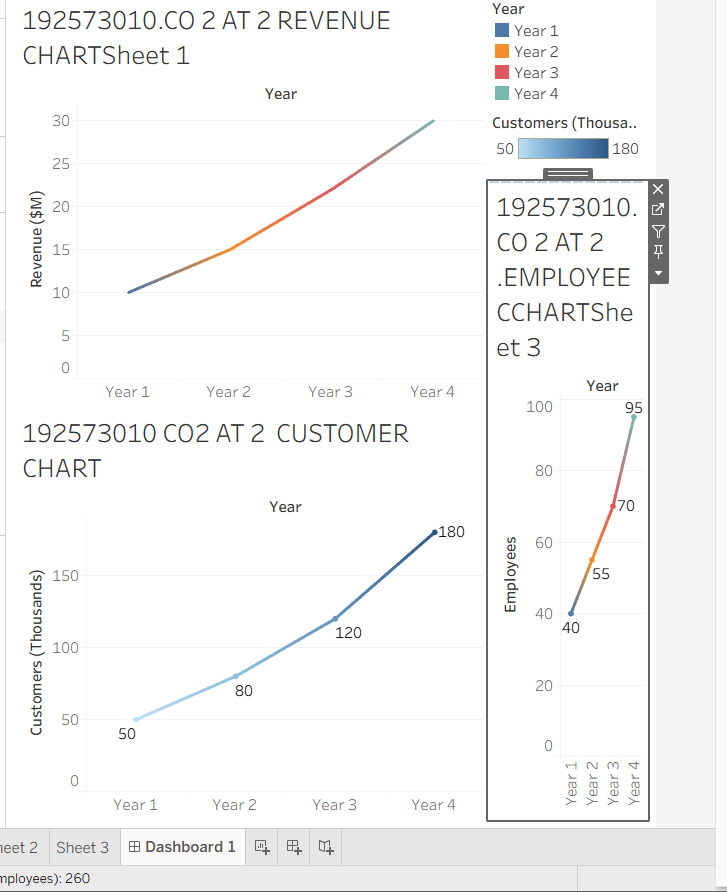 192573010.CO 2 AT 2 REVENUE
CHARTSheet 1
Year
30
25
20
15
10
5
0
Revenue ($M)
Year 1
Year 2
Year 3
Year 4
192573010 CO2 AT 2  CUSTOMER
CHART
Year
150
100
50
0
Customers (Thousands)
50
80
120
180
Year 1
Year 2
Year 3
Year 4
Year
Year 1
Year 2
Year 3
Year 4
Customers (Thousa..
50
180
192573010.
CO 2 AT 2
.EMPLOYEE
CCHARTShe
et 3
Year
100
80
60
40
20
0
Employees
40
55
70
95
Year 1
Year 2
Year 3
Year 4
neet 2
Sheet 3
Dashboard 1
mployees): 260